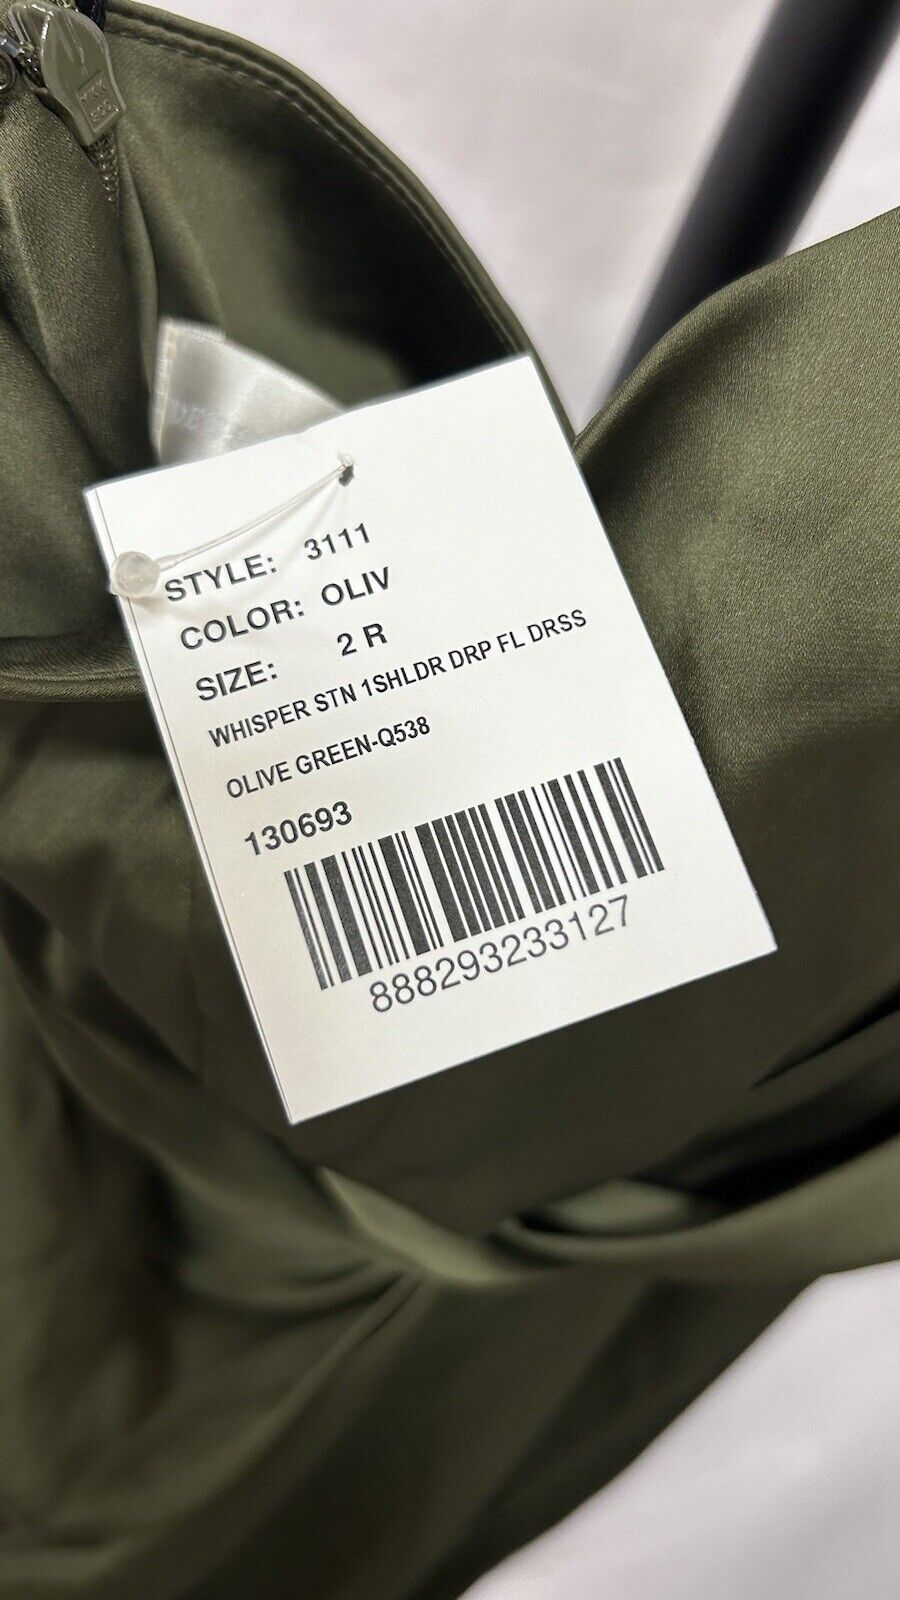 STYLE: 3111
COLOR: OLIV
SIZE: 2 R
WHISPER STN 1SHLDR DRP FL DRSS
OLIVE GREEN-Q538
130693
888293233127